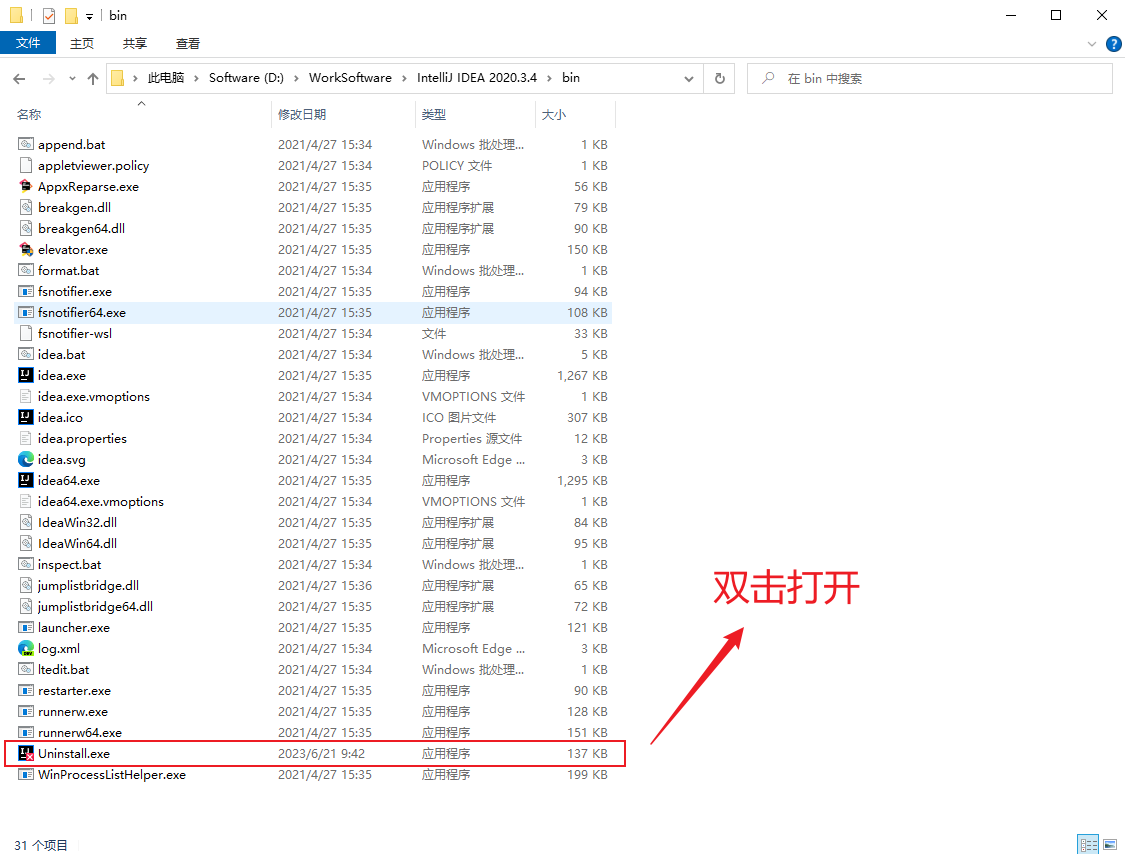 bin
文件 主页 共享 查看
此电脑 Software (D:) WorkSoftware IntelliJ IDEA 2020.3.4 bin 在 bin 中搜索
名称 修改日期 类型 大小
append.bat 2021/4/27 15:34 Windows 批处理... 1 KB
appletviewer.policy 2021/4/27 15:34 POLICY 文件 1 KB
AppxReparse.exe 2021/4/27 15:35 应用程序 56 KB
breakgen.dll 2021/4/27 15:35 应用程序扩展 79 KB
breakgen64.dll 2021/4/27 15:35 应用程序扩展 90 KB
elevator.exe 2021/4/27 15:35 应用程序 150 KB
format.bat 2021/4/27 15:34 Windows 批处理... 1 KB
fsnotifier.exe 2021/4/27 15:35 应用程序 94 KB
fsnotifier64.exe 2021/4/27 15:35 应用程序 108 KB
fsnotifier-wsl 2021/4/27 15:34 文件 33 KB
idea.bat 2021/4/27 15:34 Windows 批处理... 5 KB
idea.exe 2021/4/27 15:35 应用程序 1,267 KB
idea.exe.vmoptions 2021/4/27 15:34 VMOPTIONS 文件 1 KB
idea.ico 2021/4/27 15:34 ICO 图片文件 307 KB
idea.properties 2021/4/27 15:34 Properties 源文件 12 KB
idea.svg 2021/4/27 15:34 Microsoft Edge ... 3 KB
idea64.exe 2021/4/27 15:35 应用程序 1,295 KB
idea64.exe.vmoptions 2021/4/27 15:34 VMOPTIONS 文件 1 KB
IdeaWin32.dll 2021/4/27 15:35 应用程序扩展 84 KB
IdeaWin64.dll 2021/4/27 15:35 应用程序扩展 95 KB
inspect.bat 2021/4/27 15:34 Windows 批处理... 1 KB
jumplistbridge.dll 2021/4/27 15:36 应用程序扩展 65 KB
jumplistbridge64.dll 2021/4/27 15:35 应用程序扩展 72 KB
launcher.exe 2021/4/27 15:35 应用程序 121 KB
log.xml 2021/4/27 15:34 Microsoft Edge ... 3 KB
ltedit.bat 2021/4/27 15:34 Windows 批处理... 1 KB
restarter.exe 2021/4/27 15:35 应用程序 90 KB
runnerw.exe 2021/4/27 15:35 应用程序 128 KB
runnerw64.exe 2021/4/27 15:35 应用程序 151 KB
Uninstall.exe 2023/6/21 9:42 应用程序 137 KB
WinProcessListHelper.exe 2021/4/27 15:35 应用程序 199 KB
双击打开
31 个项目